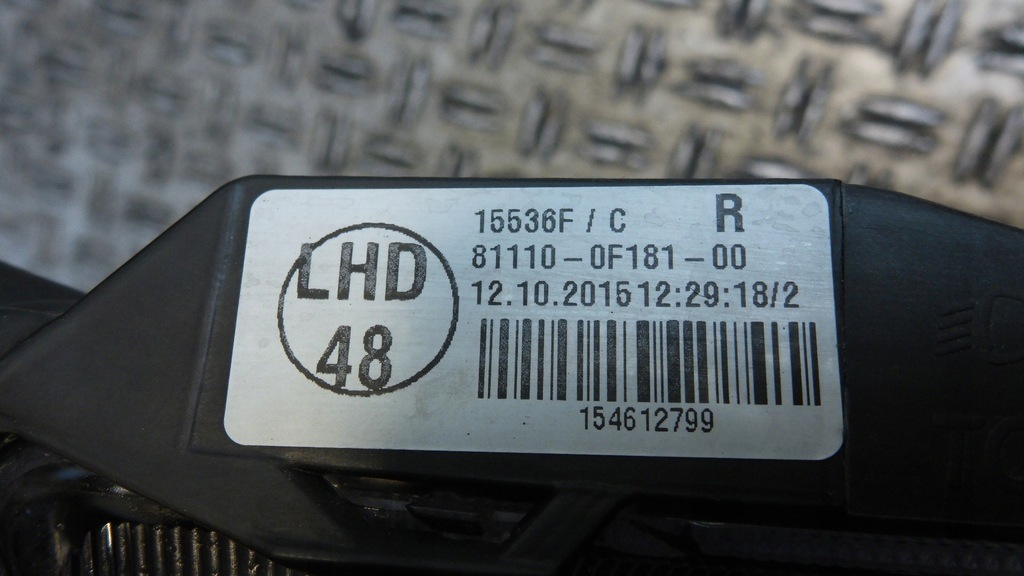 LHD
48
15536F / C R
81110-0F181-00
12.10.2015 12:29:18/2
154612799